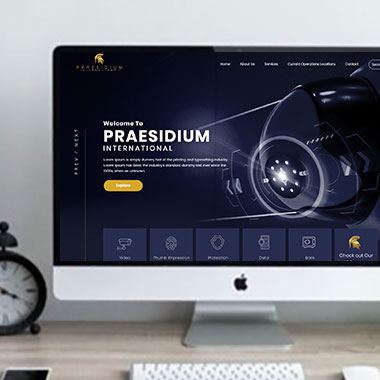 PRAESIDIUM
Home
About Us
Services
Current Operations Locations
Contact
PREV / NEXT
Welcome To
PRAESIDIUM
INTERNATIONAL
Lorem Ipsum is simply dummy text of the printing and typesetting industry.
Lorem Ipsum has been the industry's standard dummy text ever since the
1500s, when an unknown.
Explore
Video
Thumb Impression
Protection
Data
Bank
Check out Our